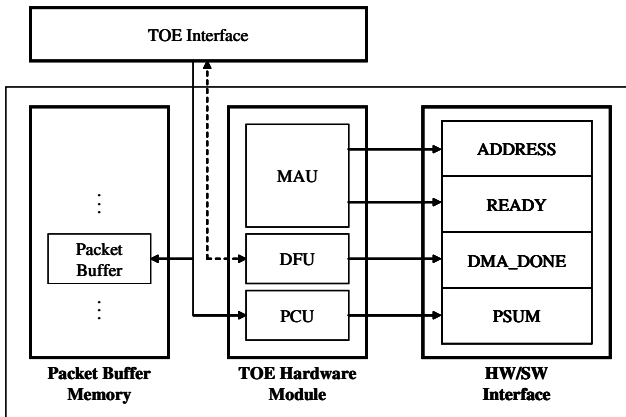 TOE Interface
MAU
ADDRESS
READY
Packet
Buffer
DFU
DMA_DONE
PCU
PSUM
Packet Buffer
Memory
TOE Hardware
Module
HW/SW
Interface